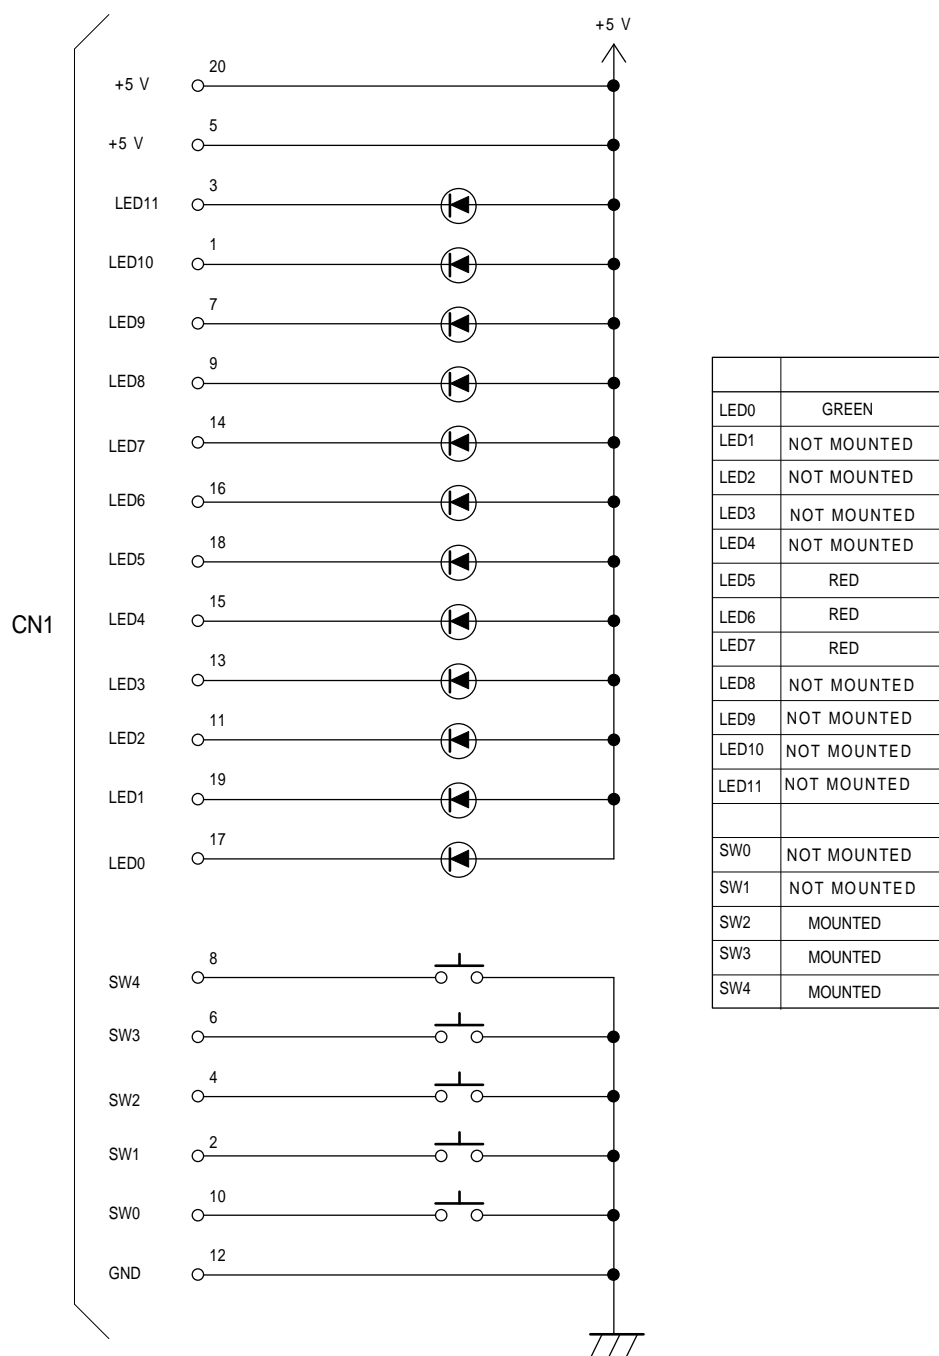 +5 V
20
+5 V
5
+5 V
3
LED11
1
LED10
7
LED9
9
LED8
14
LED7
16
LED6
18
LED5
15
LED4
13
LED3
11
LED2
19
LED1
17
LED0
CN1
8
SW4
6
SW3
4
SW2
2
SW1
10
SW0
12
GND
LED0 GREEN
LED1 NOT MOUNTED
LED2 NOT MOUNTED
LED3 NOT MOUNTED
LED4 NOT MOUNTED
LED5 RED
LED6 RED
LED7 RED
LED8 NOT MOUNTED
LED9 NOT MOUNTED
LED10 NOT MOUNTED
LED11 NOT MOUNTED
SW0 NOT MOUNTED
SW1 NOT MOUNTED
SW2 MOUNTED
SW3 MOUNTED
SW4 MOUNTED